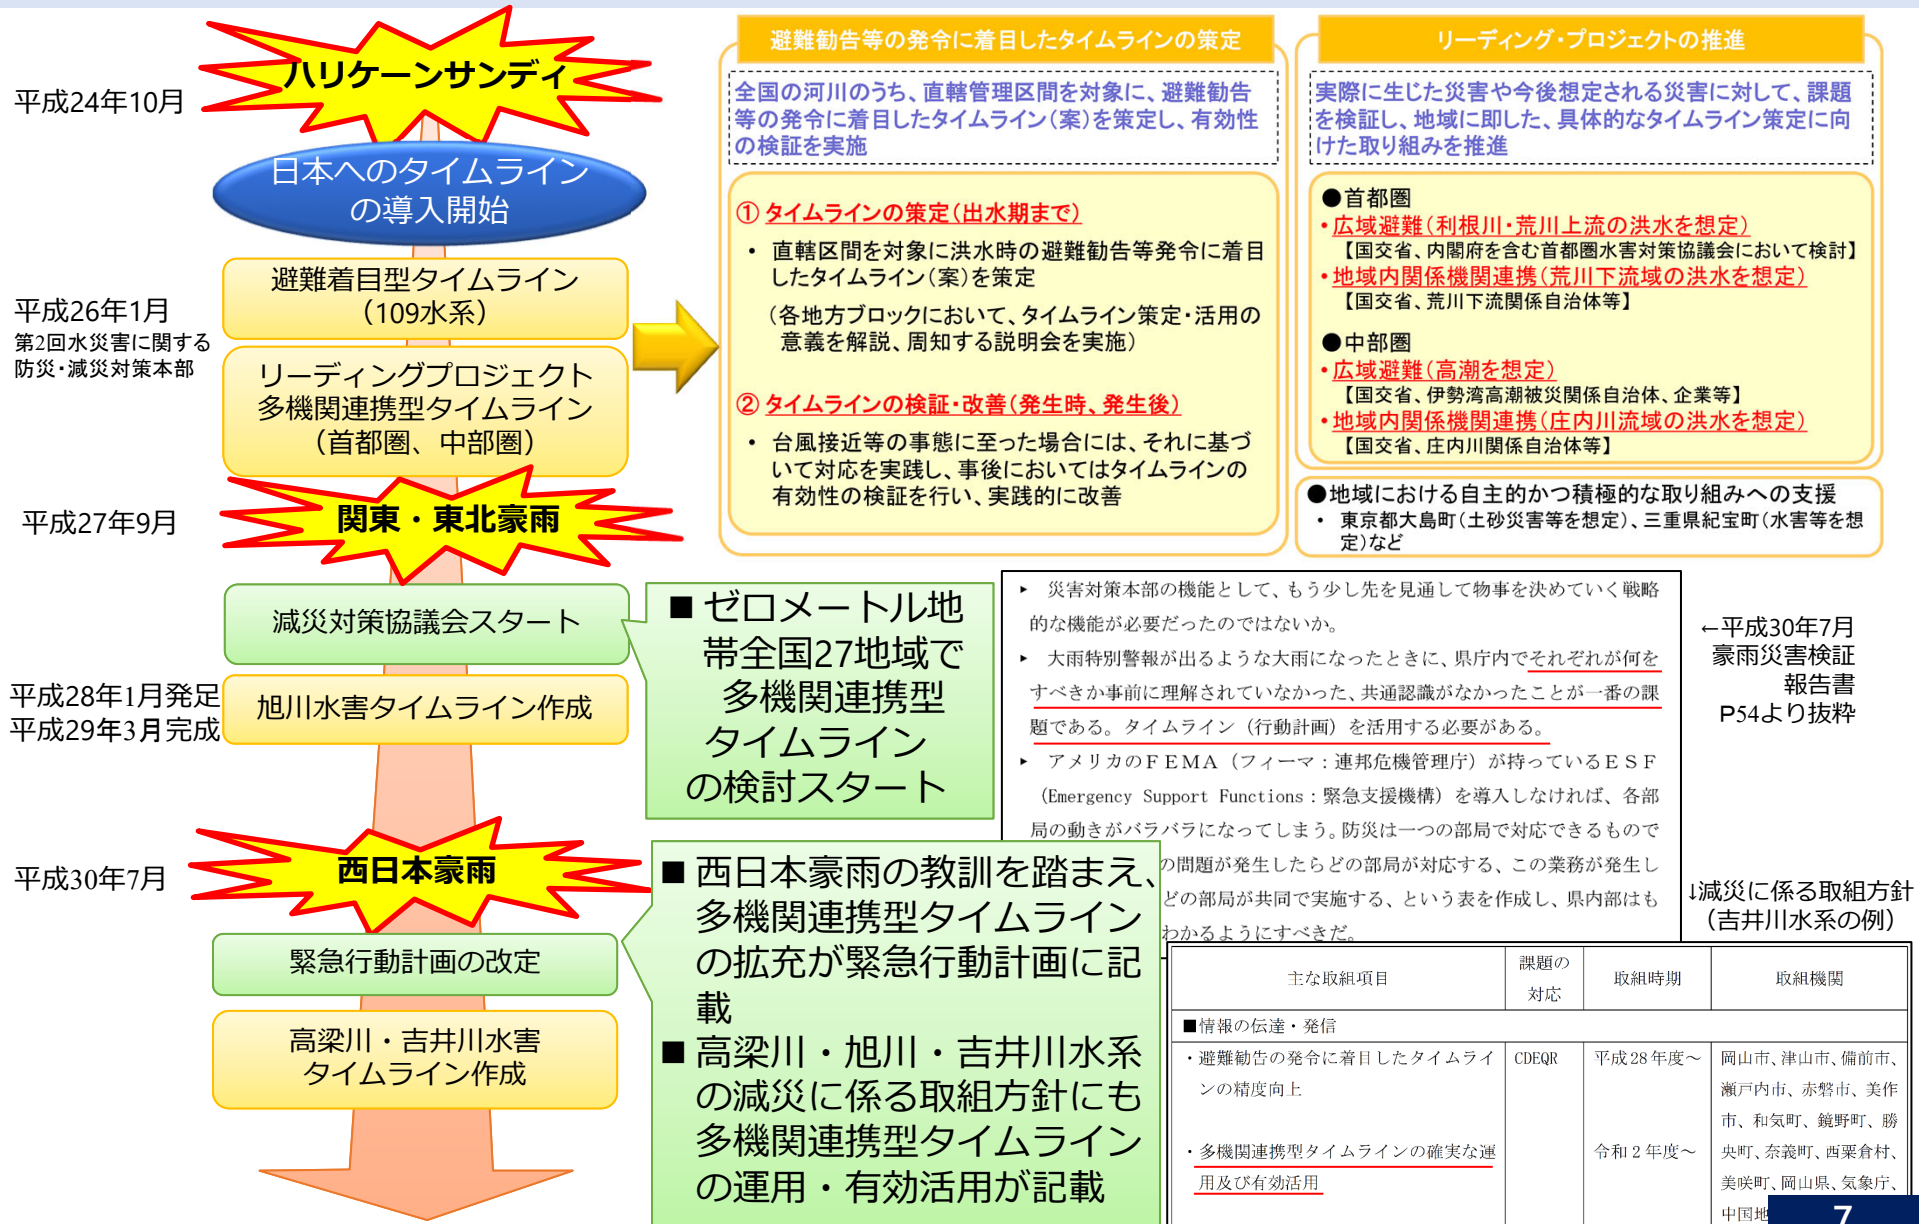 平成24年10月
ハリケーンサンディ
日本へのタイムライン
の導入開始
平成26年1月
第2回水災害に関する
防災・減災対策本部
避難着目型タイムライン
（109水系）
リーディングプロジェクト
多機関連携型タイムライン
（首都圏、中部圏）
平成27年9月
関東・東北豪雨
減災対策協議会スタート
平成28年1月発足
平成29年3月完成
旭川水害タイムライン作成
平成30年7月
西日本豪雨
緊急行動計画の改定
高梁川・吉井川水害
タイムライン作成
避難勧告等の発令に着目したタイムラインの策定
全国の河川のうち、直轄管理区間を対象に、避難勧告
等の発令に着目したタイムライン（案）を策定し、有効性
の検証を実施
① タイムラインの策定（出水期まで）
・ 直轄区間を対象に洪水時の避難勧告等発令に着目
したタイムライン（案）を策定
（各地方ブロックにおいて、タイムライン策定・活用の
意義を解説、周知する説明会を実施）
② タイムラインの検証・改善（発生時、発生後）
・ 台風接近等の事態に至った場合には、それに基づ
いて対応を実践し、事後においてはタイムラインの
有効性の検証を行い、実践的に改善
リーディング・プロジェクトの推進
実際に生じた災害や今後想定される災害に対して、課題
を検証し、地域に即した、具体的なタイムライン策定に向
けた取り組みを推進
●首都圏
・広域避難（利根川・荒川上流の洪水を想定）
【国交省、内閣府を含む首都圏水害対策協議会において検討】
・地域内関係機関連携（荒川下流域の洪水を想定）
【国交省、荒川下流関係自治体等】
●中部圏
・広域避難（高潮を想定）
【国交省、伊勢湾高潮被災関係自治体、企業等】
・地域内関係機関連携（庄内川流域の洪水を想定）
【国交省、庄内川関係自治体等】
●地域における自主的かつ積極的な取り組みへの支援
・ 東京都大島町（土砂災害等を想定）、三重県紀宝町（水害等を想
定）など
■ゼロメートル地
帯全国27地域で
多機関連携型
タイムライン
の検討スタート
▸ 災害対策本部の機能として、もう少し先を見通して物事を決めていく戦略
的な機能が必要だったのではないか。
▸ 大雨特別警報が出るような大雨になったときに、県庁内でそれぞれが何を
すべきか事前に理解されていなかった、共通認識がなかったことが一番の課
題である。タイムライン（行動計画）を活用する必要がある。
▸ アメリカのＦＥＭＡ（フィーマ：連邦危機管理庁）が持っているＥＳＦ
（Emergency Support Functions：緊急支援機構）を導入しなければ、各部
局の動きがバラバラになってしまう。防災は一つの部局で対応できるもので
の問題が発生したらどの部局が対応する、この業務が発生し
どの部局が共同で実施する、という表を作成し、県内部はも
わかるようにすべきだ。
←平成30年7月
豪雨災害検証
報告書
P54より抜粋
■西日本豪雨の教訓を踏まえ、
多機関連携型タイムライン
の拡充が緊急行動計画に記
載
■高梁川・旭川・吉井川水系
の減災に係る取組方針にも
多機関連携型タイムライン
の運用・有効活用が記載
↓減災に係る取組方針
（吉井川水系の例）
主な取組項目 課題の対応 取組時期 取組機関
■情報の伝達・発信
・避難勧告の発令に着目したタイムライ CDEQR 平成28年度～ 岡山市、津山市、備前市、
ンの精度向上 瀬戸内市、赤磐市、美作
市、和気町、鏡野町、勝
・多機関連携型タイムラインの確実な運 令和2年度～ 央町、奈義町、西粟倉村、
用及び有効活用 美咲町、岡山県、気象庁、
中国地
7